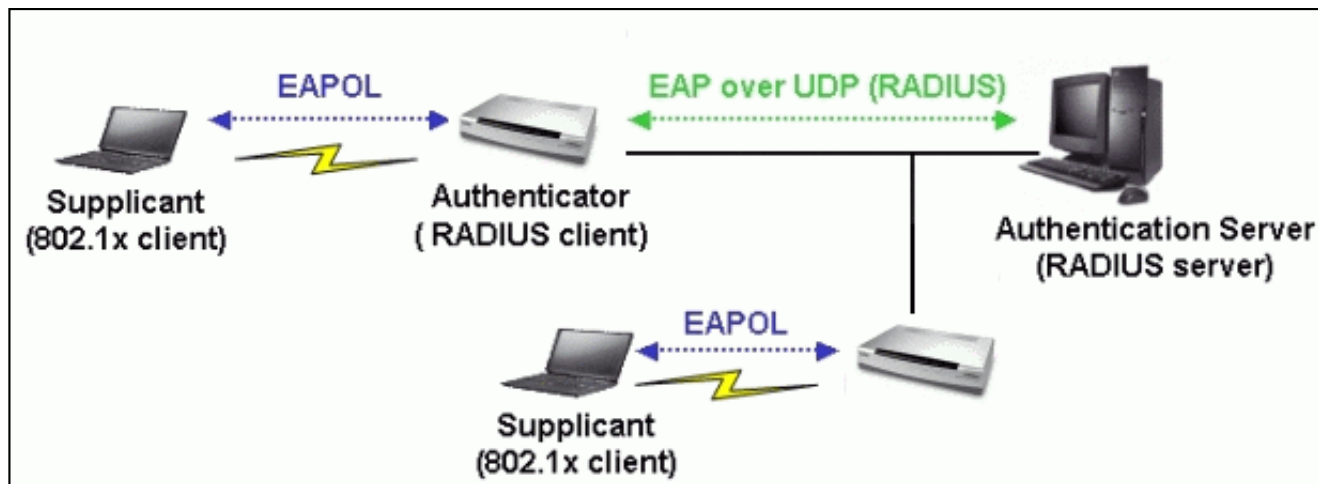 EAPOL
EAP over UDP (RADIUS)
Supplicant
(802.1x client)
Authenticator
( RADIUS client)
Authentication Server
(RADIUS server)
EAPOL
Supplicant
(802.1x client)